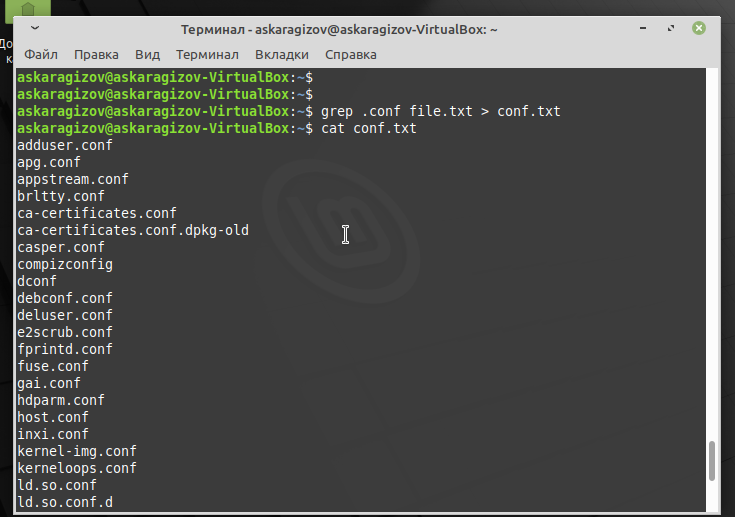 Терминал - askaragizov@askaragizov-VirtualBox: ~
Файл Правка Вид Терминал Вкладки Справка
askaragizov@askaragizov-VirtualBox:~$
askaragizov@askaragizov-VirtualBox:~$
askaragizov@askaragizov-VirtualBox:~$ grep .conf file.txt > conf.txt
askaragizov@askaragizov-VirtualBox:~$ cat conf.txt
adduser.conf
apg.conf
appstream.conf
brltty.conf
ca-certificates.conf
ca-certificates.conf.dpkg-old
casper.conf
compizconfig
dconf
debconf.conf
deluser.conf
e2scrub.conf
fprintd.conf
fuse.conf
gai.conf
hdparm.conf
host.conf
inxi.conf
kernel-img.conf
kerneloops.conf
ld.so.conf
ld.so.conf.d